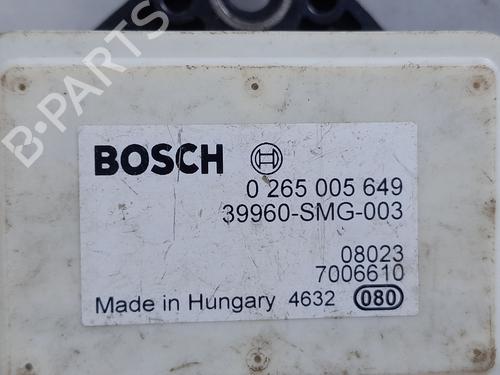 B-PARTS
BOSCH
0 265 005 649
39960-SMG-003
08023
7006610
Made in Hungary 4632 080